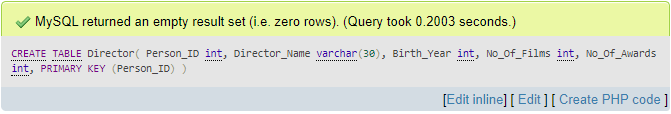 MySQL returned an empty result set (i.e. zero rows). (Query took 0.2003 seconds.)
CREATE TABLE Director( Person_ID int, Director_Name varchar(30), Birth_Year int, No_Of_Films int, No_Of_Awards
int, PRIMARY KEY (Person_ID) )
[Edit inline] [ Edit ] [ Create PHP code ]